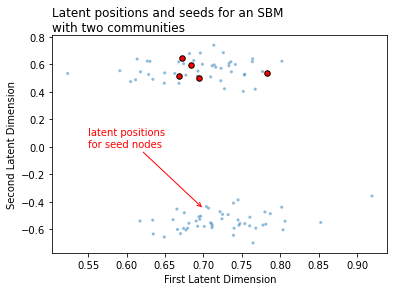 Latent positions and seeds for an SBM
with two communities
Second Latent Dimension
0.8
0.6
0.4
0.2
0.0
−0.2
−0.4
−0.6
latent positions
for seed nodes
0.55
0.60
0.65
0.70
0.75
0.80
0.85
0.90
First Latent Dimension